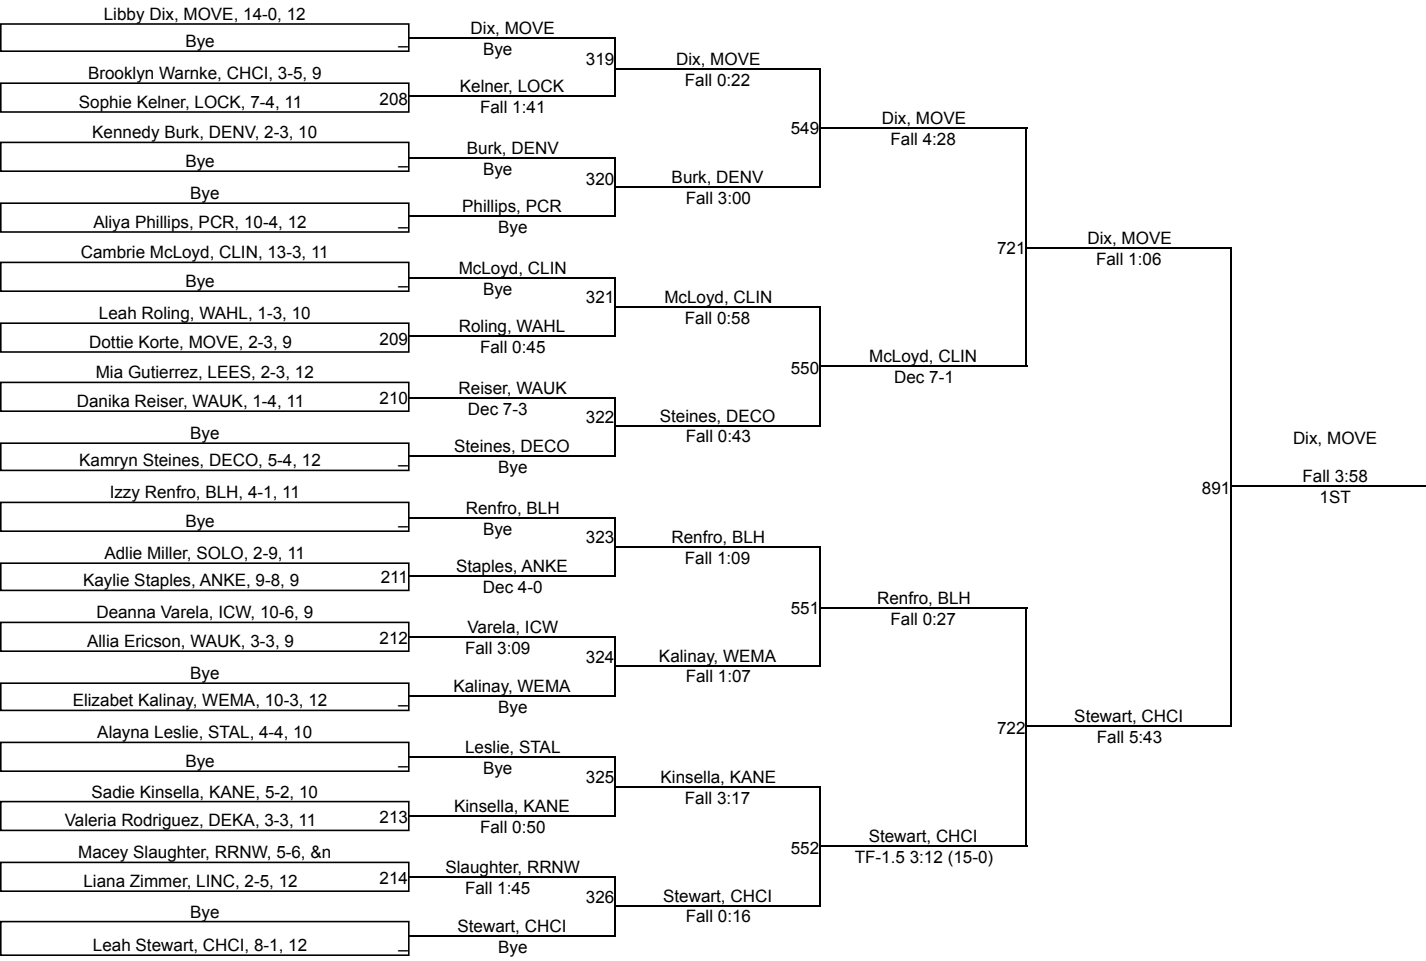 Libby Dix, MOVE, 14-0, 12
Bye
_
Brooklyn Warnke, CHCI, 3-5, 9
Sophie Kelner, LOCK, 7-4, 11
208
Kennedy Burk, DENV, 2-3, 10
Bye
_
Bye
Aliya Phillips, PCR, 10-4, 12
_
Cambrie McLoyd, CLIN, 13-3, 11
Bye
_
Leah Roling, WAHL, 1-3, 10
Dottie Korte, MOVE, 2-3, 9
209
Mia Gutierrez, LEES, 2-3, 12
Danika Reiser, WAUK, 1-4, 11
210
Bye
Kamryn Steines, DECO, 5-4, 12
_
Izzy Renfro, BLH, 4-1, 11
Bye
_
Adlie Miller, SOLO, 2-9, 11
Kaylie Staples, ANKE, 9-8, 9
211
Deanna Varela, ICW, 10-6, 9
Allia Ericson, WAUK, 3-3, 9
212
Bye
Elizabet Kalinay, WEMA, 10-3, 12
_
Alayna Leslie, STAL, 4-4, 10
Bye
_
Sadie Kinsella, KANE, 5-2, 10
Valeria Rodriguez, DEKA, 3-3, 11
213
Macey Slaughter, RRNW, 5-6, &n
Liana Zimmer, LINC, 2-5, 12
214
Bye
Leah Stewart, CHCI, 8-1, 12
_
Dix, MOVE
Bye
319
Kelner, LOCK
Fall 1:41
Burk, DENV
Bye
320
Phillips, PCR
Bye
McLoyd, CLIN
Bye
321
Roling, WAHL
Fall 0:45
Reiser, WAUK
Dec 7-3
322
Steines, DECO
Bye
Renfro, BLH
Bye
323
Staples, ANKE
Dec 4-0
Varela, ICW
Fall 3:09
324
Kalinay, WEMA
Bye
Leslie, STAL
Bye
325
Kinsella, KANE
Fall 0:50
Slaughter, RRNW
Fall 1:45
326
Stewart, CHCI
Bye
Dix, MOVE
Fall 0:22
549
Burk, DENV
Fall 3:00
McLoyd, CLIN
Fall 0:58
550
Steines, DECO
Fall 0:43
Renfro, BLH
Fall 1:09
551
Kalinay, WEMA
Fall 1:07
Kinsella, KANE
Fall 3:17
552
Stewart, CHCI
Fall 0:16
Dix, MOVE
Fall 4:28
721
McLoyd, CLIN
Dec 7-1
Renfro, BLH
Fall 0:27
722
Stewart, CHCI
TF-1.5 3:12 (15-0)
Dix, MOVE
Fall 1:06
891
Stewart, CHCI
Fall 5:43
Dix, MOVE
Fall 3:58
1ST